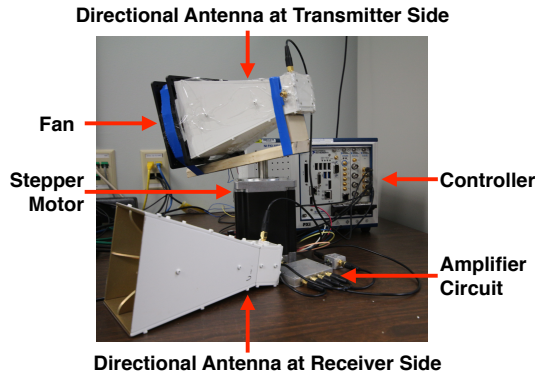 Directional Antenna at Transmitter Side
Fan
Stepper
Motor
Controller
Amplifier
Circuit
Directional Antenna at Receiver Side